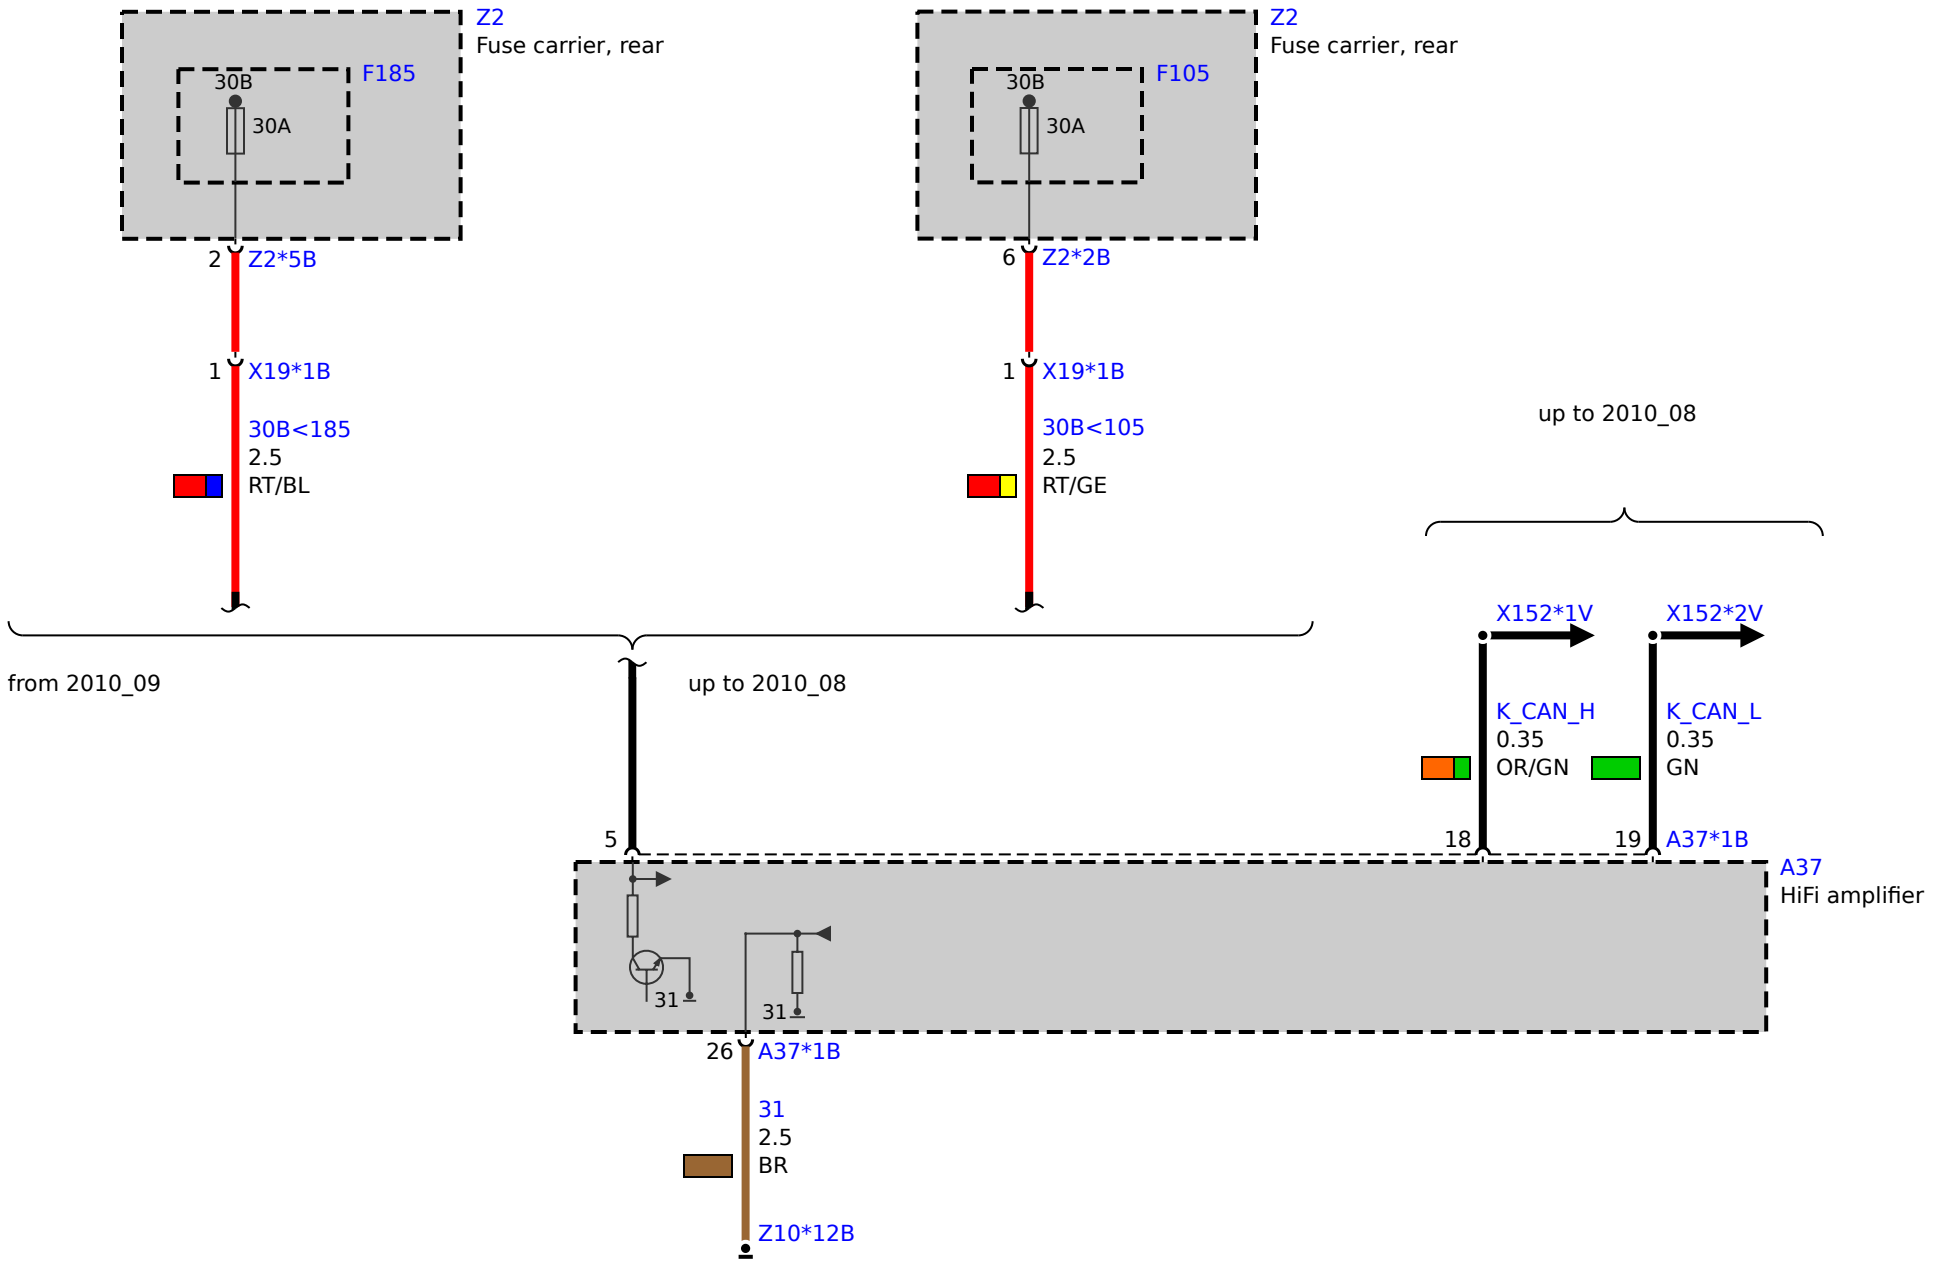 Z2
Fuse carrier, rear
F185
30B
30A
2 Z2*5B
1 X19*1B
30B<185
2.5
RT/BL
Z2
Fuse carrier, rear
F105
30B
30A
6 Z2*2B
1 X19*1B
30B<105
2.5
RT/GE
up to 2010_08
from 2010_09
up to 2010_08
X152*1V
K_CAN_H
0.35
OR/GN
X152*2V
K_CAN_L
0.35
GN
5
18
19 A37*1B
A37
HiFi amplifier
31
31
26 A37*1B
31
2.5
BR
Z10*12B